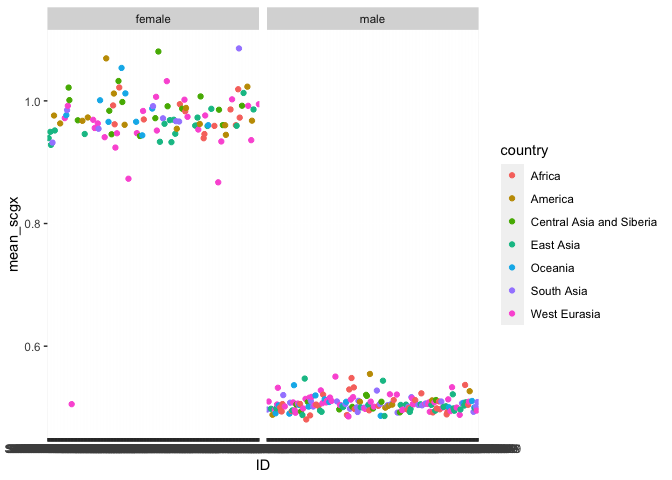 female
male
1.0
0.8
0.6
mean_scgx
ID
country
Africa
America
Central Asia and Siberia
East Asia
Oceania
South Asia
West Eurasia